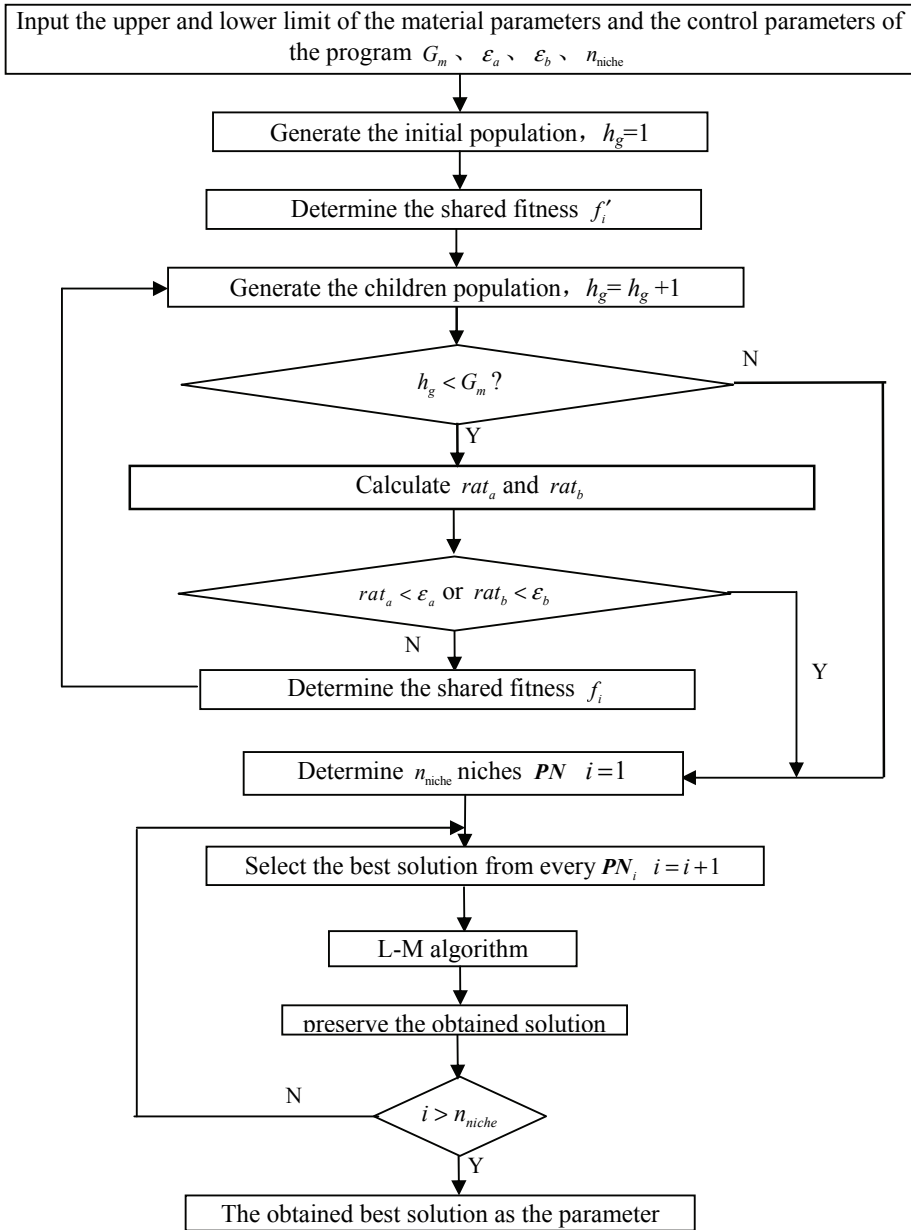 Input the upper and lower limit of the material parameters and the control parameters of
the program G_m 、 ε_a 、 ε_b 、 n_niche
Generate the initial population，h_g=1
Determine the shared fitness f_i′
Generate the children population，h_g= h_g +1
h_g < G_m ?
N
Y
Calculate rat_a and rat_b
rat_a < ε_a or rat_b < ε_b
N
Y
Determine the shared fitness f_i
Determine n_niche niches PN i=1
Select the best solution from every PN_i i=i+1
L-M algorithm
preserve the obtained solution
N
i > n_niche
Y
The obtained best solution as the parameter